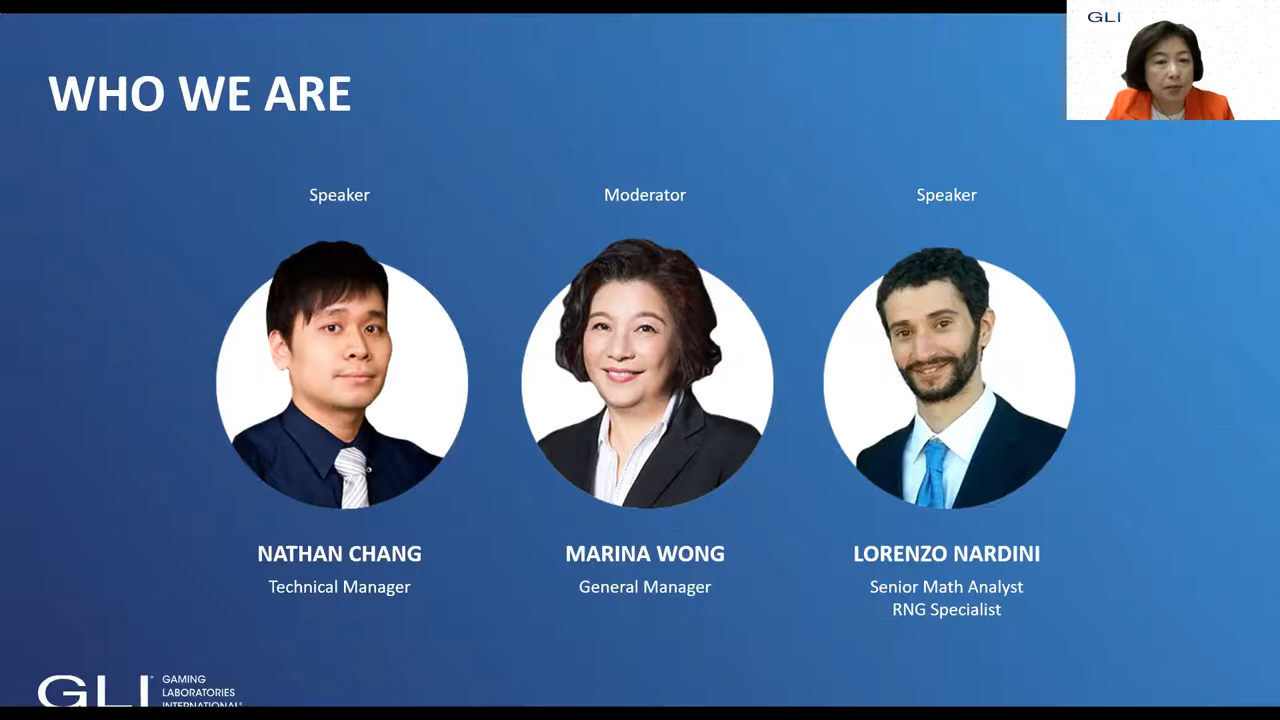 GLI
WHO WE ARE
Speaker
Moderator
Speaker
NATHAN CHANG
Technical Manager
MARINA WONG
General Manager
LORENZO NARDINI
Senior Math Analyst
RNG Specialist
GLI
GAMING
LABORATORIES
INTERNATIONAL®